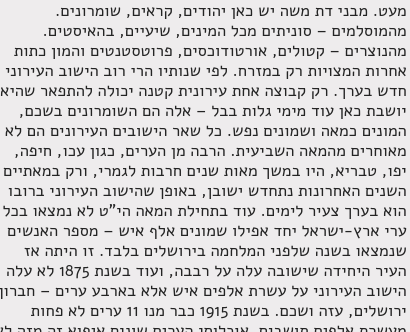 מעט. מבני דת משה יש כאן יהודים, קראים, שומרונים.
מהמוסלמים – סוניתים מכל המינים, שיעיים, בהאיסטים.
מהנוצרים – קטולים, אורטודוכסים, פרוטסטנטים והמון כתות
אחרות המצויות רק במזרח. לפי שנותיו הרי רוב הישוב העירוני
חדש בערך. רק קבוצה אחת עירונית קטנה יכולה להתפאר שהיא
יושבת כאן עוד מימי גלות בבל – אלה הם השומרונים בשכם,
המונים כמאה ושמונים נפש. כל שאר הישובים העירונים הם לא
מאוחרים מהמאה השביעית. הרבה מן הערים, כגון עכו, חיפה,
יפו, טבריא, היו במשך מאות שנים חרבות לגמרי, ורק במאתיים
השנים האחרונות נתחדש ישובן, באופן שהישוב העירוני ברובו
הוא בערך צעיר לימים. עוד בתחילת המאה הי"ט לא נמצאו בכל
ערי ארץ-ישראל יחד אפילו שמונים אלף איש – מספר האנשים
שנמצאו בשנה שלפני המלחמה בירושלים בלבד. זו היתה אז
העיר היחידה שישובה עלה על רבבה, ועוד בשנת 1875 לא עלה
הישוב העירוני על עשרת אלפים איש אלא בארבע ערים – חברון
ירושלים, עזה ושכם. בשנת 1915 כבר מנו 11 ערים לא פחות